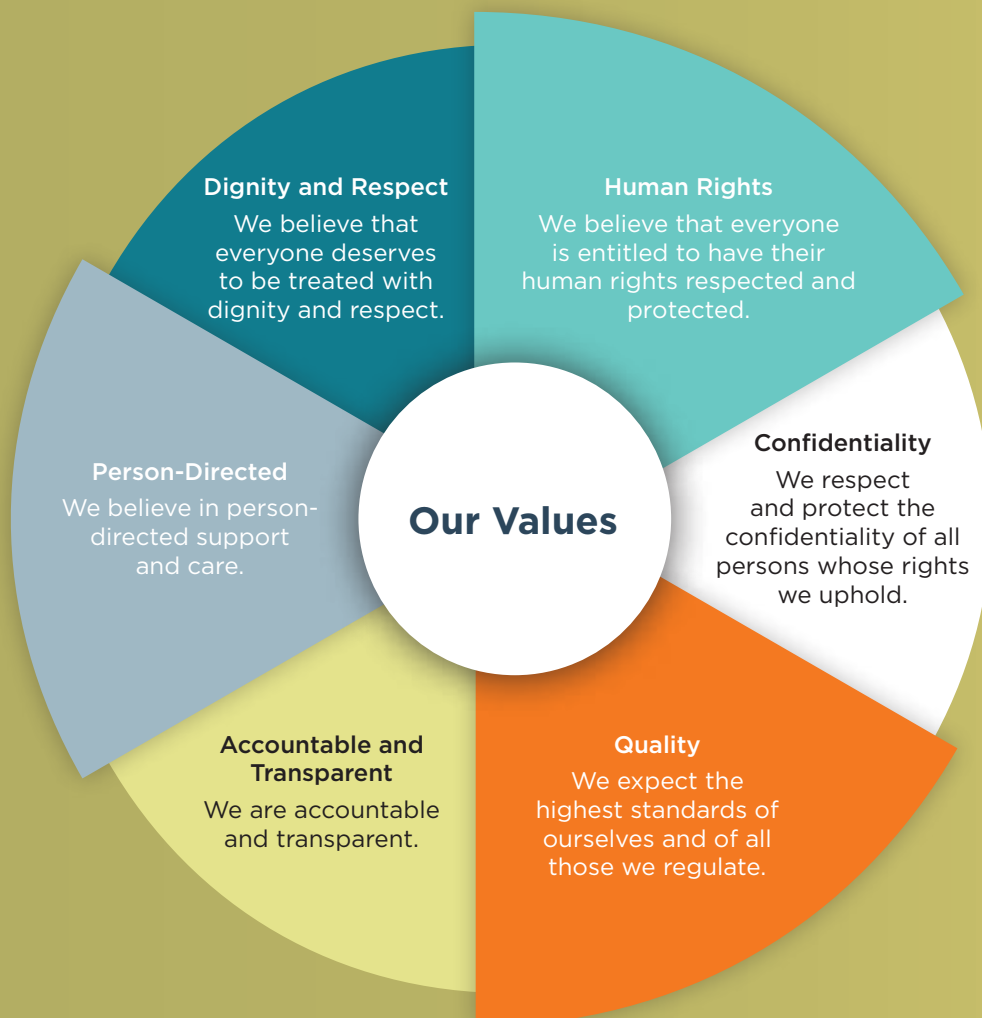 Our Values
Human Rights
We believe that everyone
is entitled to have their
human rights respected and
protected.
Confidentiality
We respect
and protect the
confidentiality of all
persons whose rights
we uphold.
Quality
We expect the
highest standards of
ourselves and of all
those we regulate.
Accountable and
Transparent
We are accountable
and transparent.
Person-Directed
We believe in person-
directed support
and care.
Dignity and Respect
We believe that
everyone deserves
to be treated with
dignity and respect.